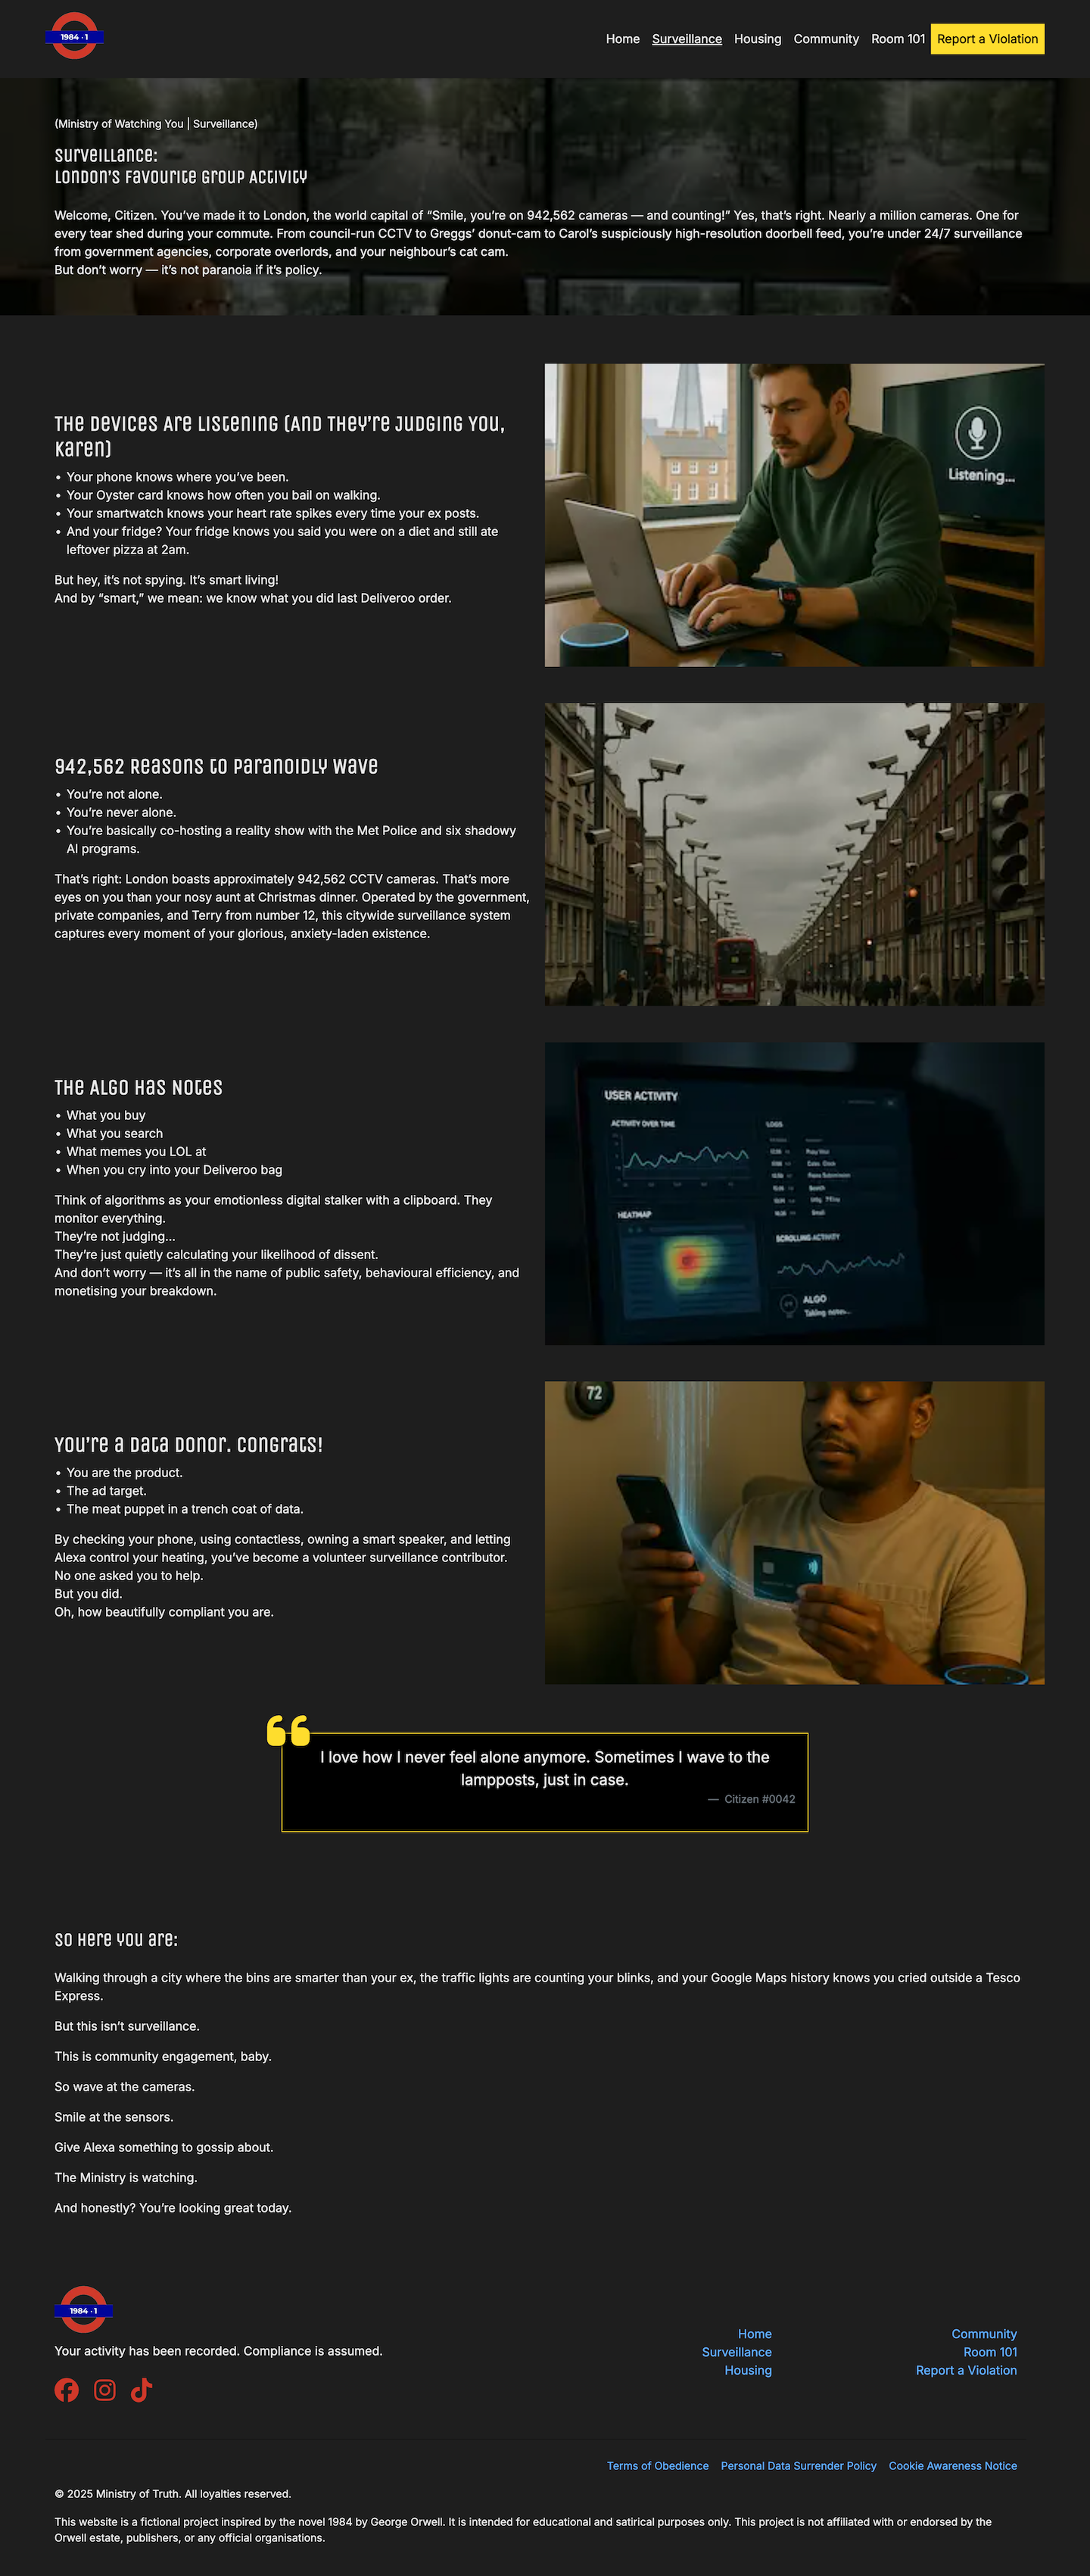 1984 · 1
Home Surveillance Housing Community Room 101 Report a Violation
(Ministry of Watching You | Surveillance)
Surveillance:
London’s Favourite Group Activity
Welcome, Citizen. You’ve made it to London, the world capital of “Smile, you’re on 942,562 cameras — and counting!” Yes, that’s right. Nearly a million cameras. One for
every tear shed during your commute. From council-run CCTV to Greggs’ donut-cam to Carol’s suspiciously high-resolution doorbell feed, you’re under 24/7 surveillance
from government agencies, corporate overlords, and your neighbour’s cat cam.
But don’t worry — it’s not paranoia if it’s policy.
The Devices Are Listening (And They’re Judging You,
Karen)
• Your phone knows where you’ve been.
• Your Oyster card knows how often you bail on walking.
• Your smartwatch knows your heart rate spikes every time your ex posts.
• And your fridge? Your fridge knows you said you were on a diet and still ate
leftover pizza at 2am.
But hey, it’s not spying. It’s smart living!
And by “smart,” we mean: we know what you did last Deliveroo order.
Listening...
942,562 Reasons to Paranoidly Wave
• You’re not alone.
• You’re never alone.
• You’re basically co-hosting a reality show with the Met Police and six shadowy
AI programs.
That’s right: London boasts approximately 942,562 CCTV cameras. That’s more
eyes on you than your nosy aunt at Christmas dinner. Operated by the government,
private companies, and Terry from number 12, this citywide surveillance system
captures every moment of your glorious, anxiety-laden existence.
The Algo Has Notes
• What you buy
• What you search
• What memes you LOL at
• When you cry into your Deliveroo bag
Think of algorithms as your emotionless digital stalker with a clipboard. They
monitor everything.
They’re not judging...
They’re just quietly calculating your likelihood of dissent.
And don’t worry — it’s all in the name of public safety, behavioural efficiency, and
monetising your breakdown.
USER ACTIVITY
ACTIVITY OVER TIME
LOGS
HEATMAP
SCROLLING ACTIVITY
ALGO
Taking notes...
You’re a Data Donor. Congrats!
• You are the product.
• The ad target.
• The meat puppet in a trench coat of data.
By checking your phone, using contactless, owning a smart speaker, and letting
Alexa control your heating, you’ve become a volunteer surveillance contributor.
No one asked you to help.
But you did.
Oh, how beautifully compliant you are.
72
I love how I never feel alone anymore. Sometimes I wave to the
lampposts, just in case.
— Citizen #0042
So Here You Are:
Walking through a city where the bins are smarter than your ex, the traffic lights are counting your blinks, and your Google Maps history knows you cried outside a Tesco
Express.
But this isn’t surveillance.
This is community engagement, baby.
So wave at the cameras.
Smile at the sensors.
Give Alexa something to gossip about.
The Ministry is watching.
And honestly? You’re looking great today.
1984 · 1
Your activity has been recorded. Compliance is assumed.
Home
Surveillance
Housing
Community
Room 101
Report a Violation
Terms of Obedience Personal Data Surrender Policy Cookie Awareness Notice
© 2025 Ministry of Truth. All loyalties reserved.
This website is a fictional project inspired by the novel 1984 by George Orwell. It is intended for educational and satirical purposes only. This project is not affiliated with or endorsed by the
Orwell estate, publishers, or any official organisations.